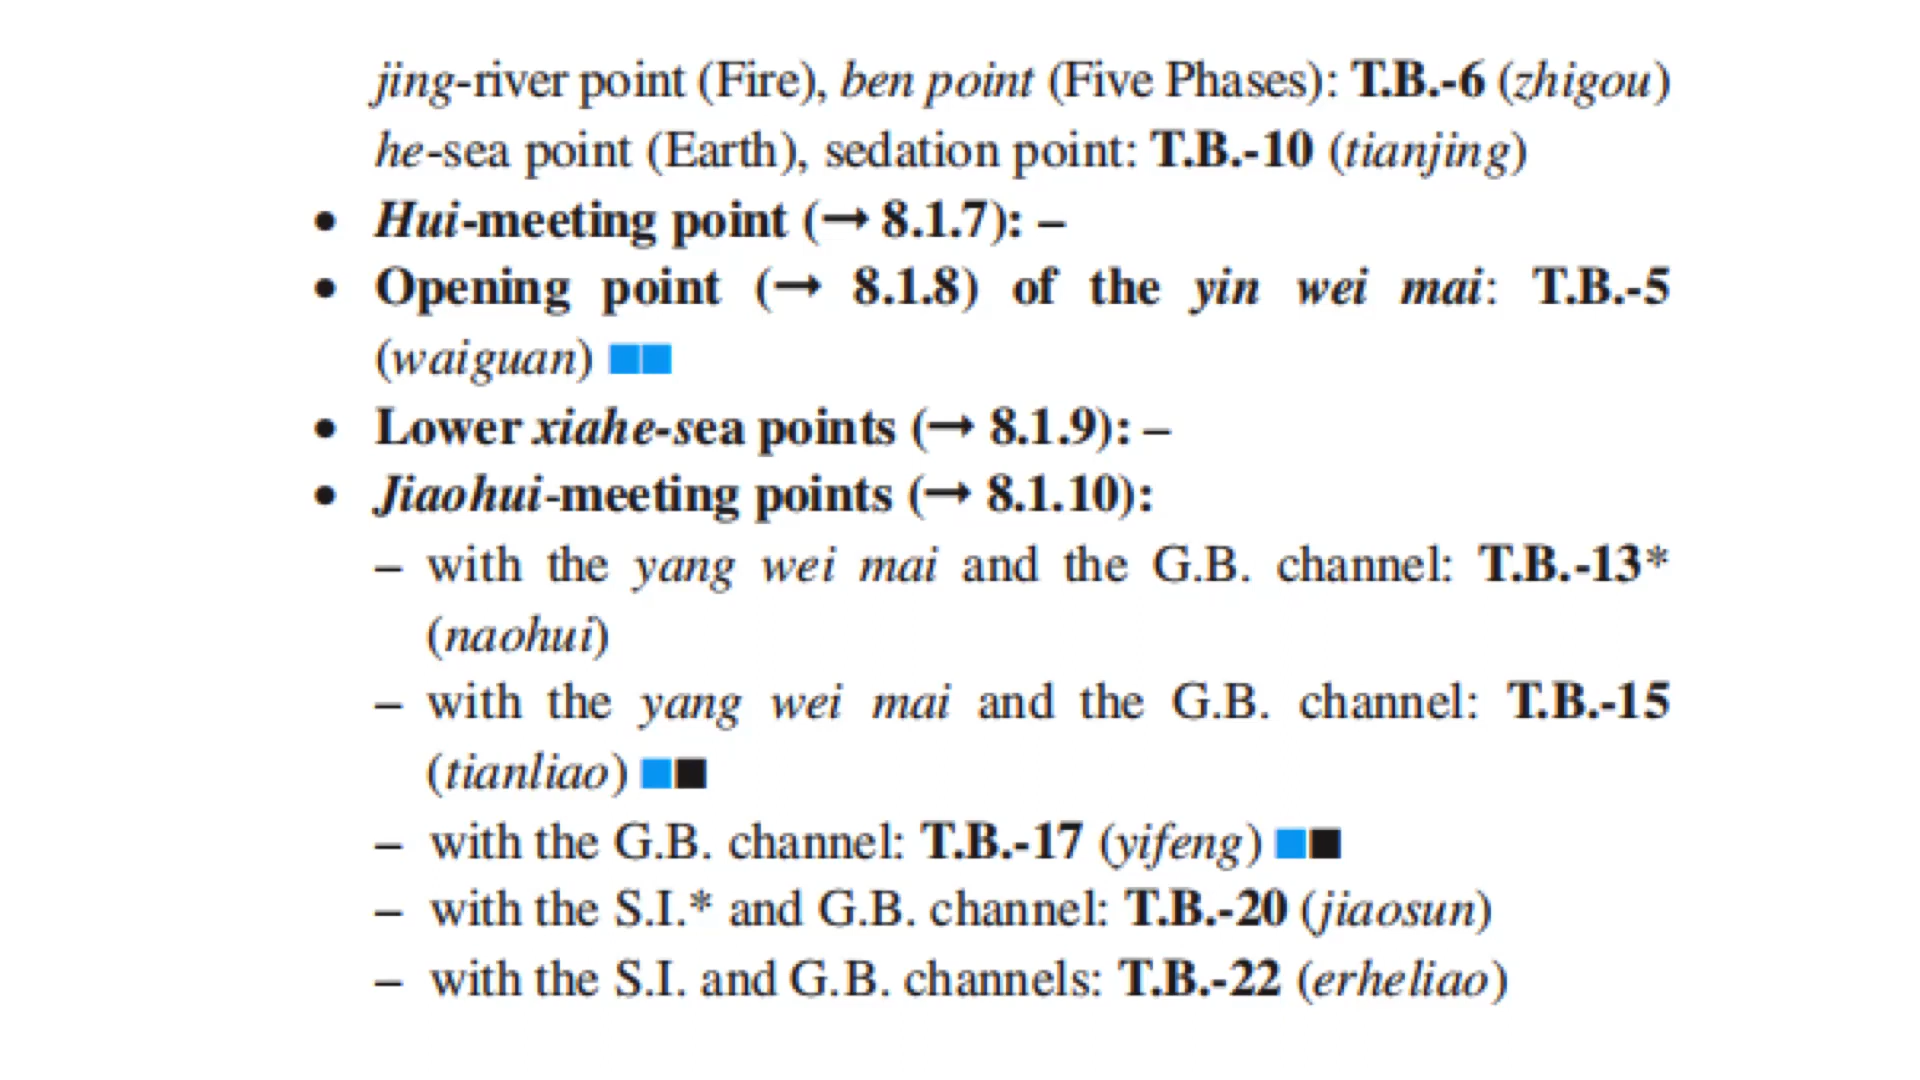 jing-river point (Fire), ben point (Five Phases): T.B.-6 (zhigou)
he-sea point (Earth), sedation point: T.B.-10 (tianjing)
• Hui-meeting point (→ 8.1.7): –
• Opening point (→ 8.1.8) of the yin wei mai: T.B.-5
(waiguan) ■■
• Lower xiahe-sea points (→ 8.1.9): –
• Jiaohui-meeting points (→ 8.1.10):
– with the yang wei mai and the G.B. channel: T.B.-13*
(naohui)
– with the yang wei mai and the G.B. channel: T.B.-15
(tianliao) ■■
– with the G.B. channel: T.B.-17 (yifeng) ■■
– with the S.I.* and G.B. channel: T.B.-20 (jiaosun)
– with the S.I. and G.B. channels: T.B.-22 (erheliao)